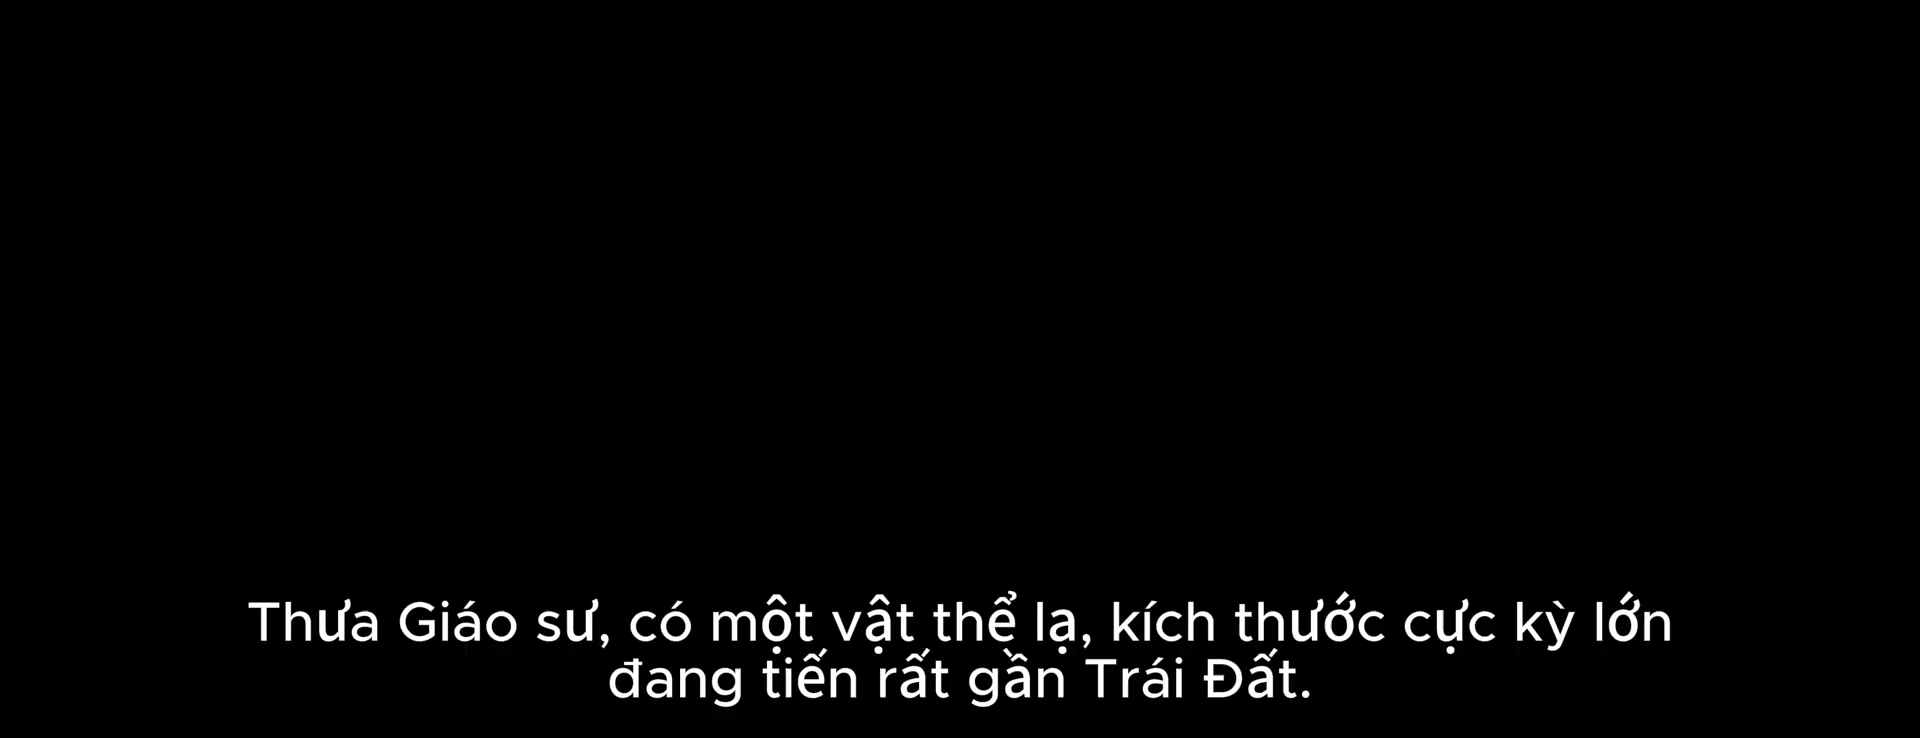 Thưa Giáo sư, có một vật thể lạ, kích thước cực kỳ lớn
đang tiến rất gần Trái Đất.